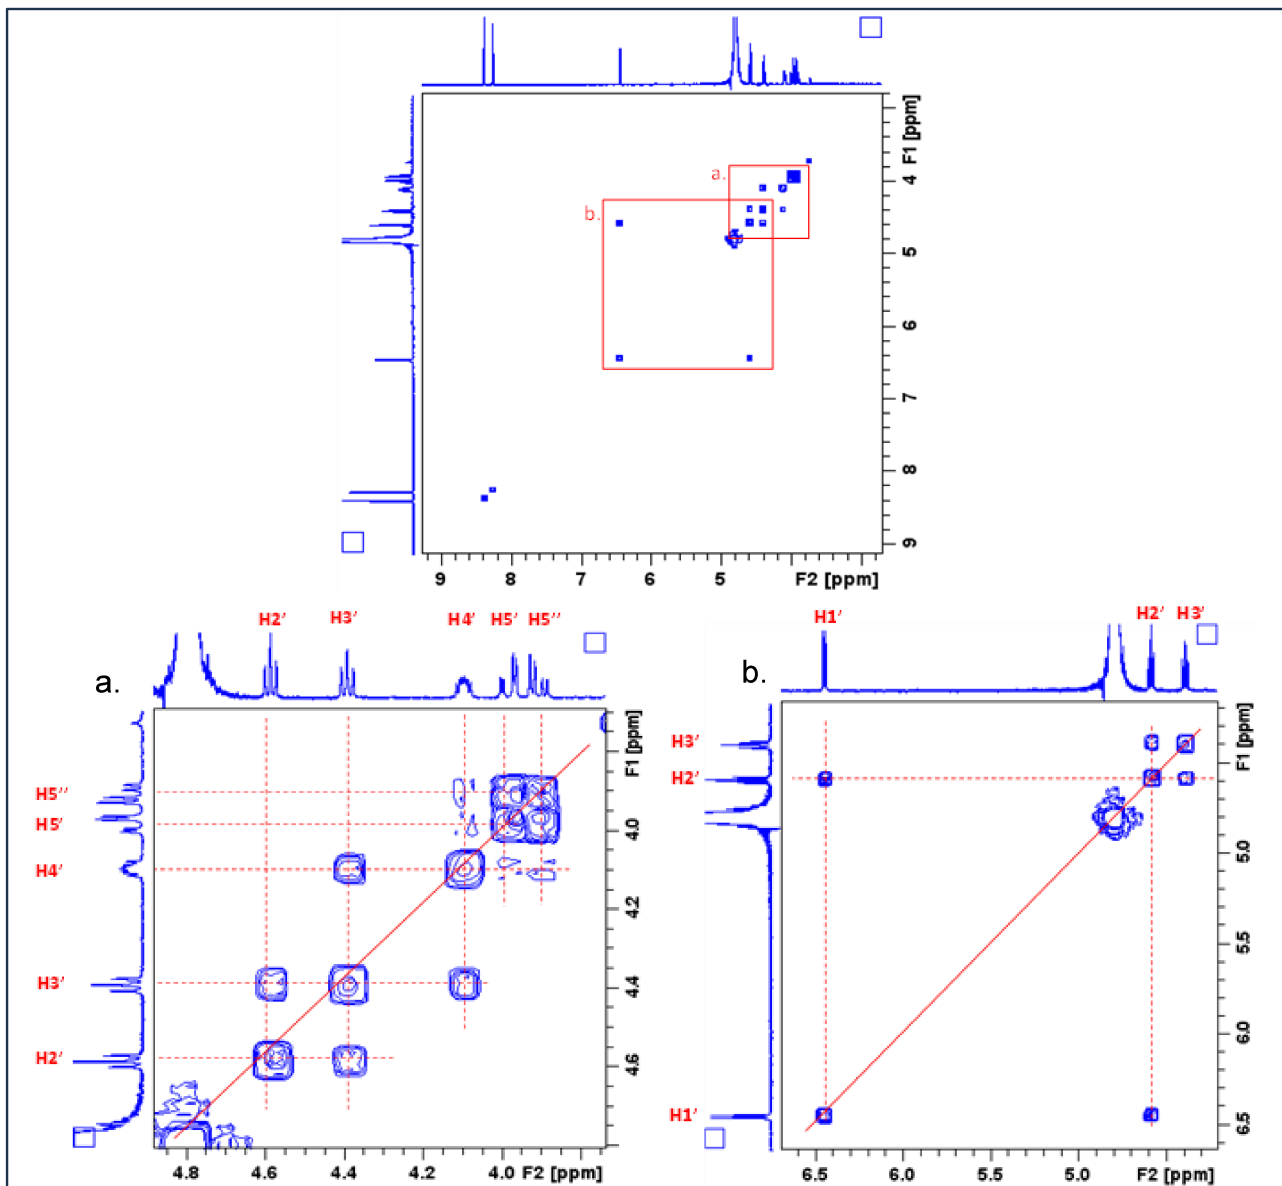 a.
b.
4
5
6
7
8
9
F1 [ppm]
9 8 7 6 5 F2 [ppm]
a.
H2' H3' H4' H5' H5''
H5''
H5'
H4'
H3'
H2'
F1 [ppm]
4.0
4.2
4.4
4.6
4.8 4.6 4.4 4.2 4.0 F2 [ppm]
b.
H1' H2' H3'
H3'
H2'
H1'
F1 [ppm]
5.0
5.5
6.0
6.5
6.5 6.0 5.5 5.0 F2 [ppm]